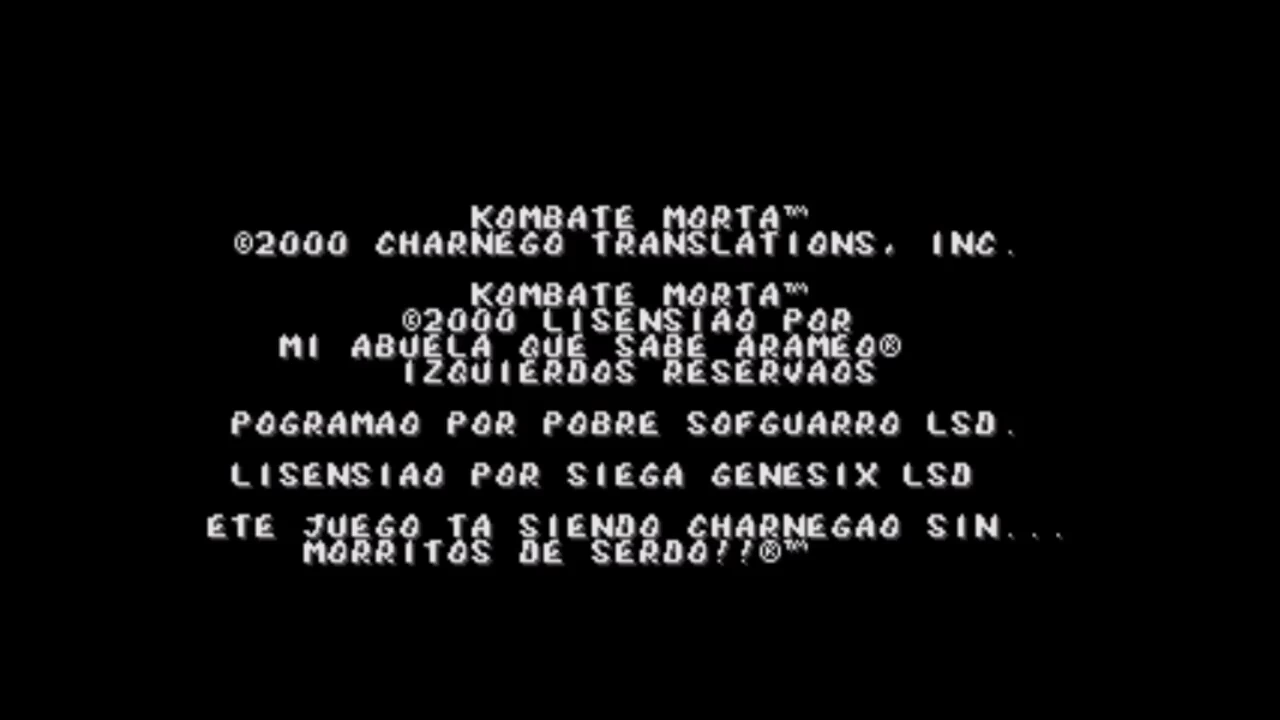 KOMBATE MORTA™
©2000 CHARNEGO TRANSLATIONS, INC.
KOMBATE MORTA™
©2000 LISENSIAO POR
MI ABUELA QUE SABE ARAMEO®
IZQUIERDOS RESERVAOS
POGRAMAO POR POBRE SOFGUARRO LSD.
LISENSIAO POR SIEGA GENESIX LSD
ETE JUEGO TA SIENDO CHARNEGAO SIN...
MORRITOS DE SERDO!!®™